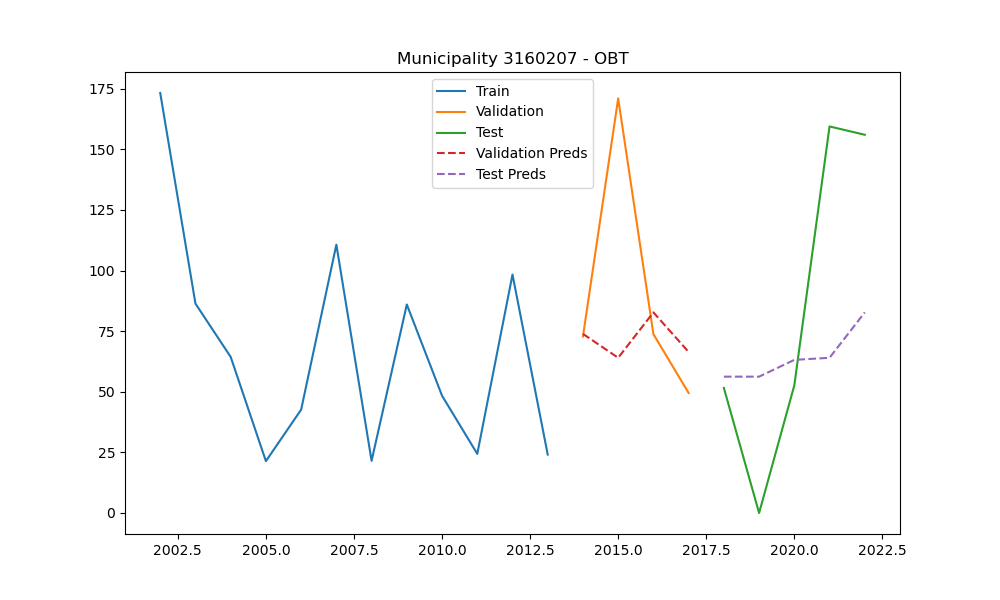 Municipality 3160207 - OBT
Train
Validation
Test
Validation Preds
Test Preds
175
150
125
100
75
50
25
0
2002.5 2005.0 2007.5 2010.0 2012.5 2015.0 2017.5 2020.0 2022.5